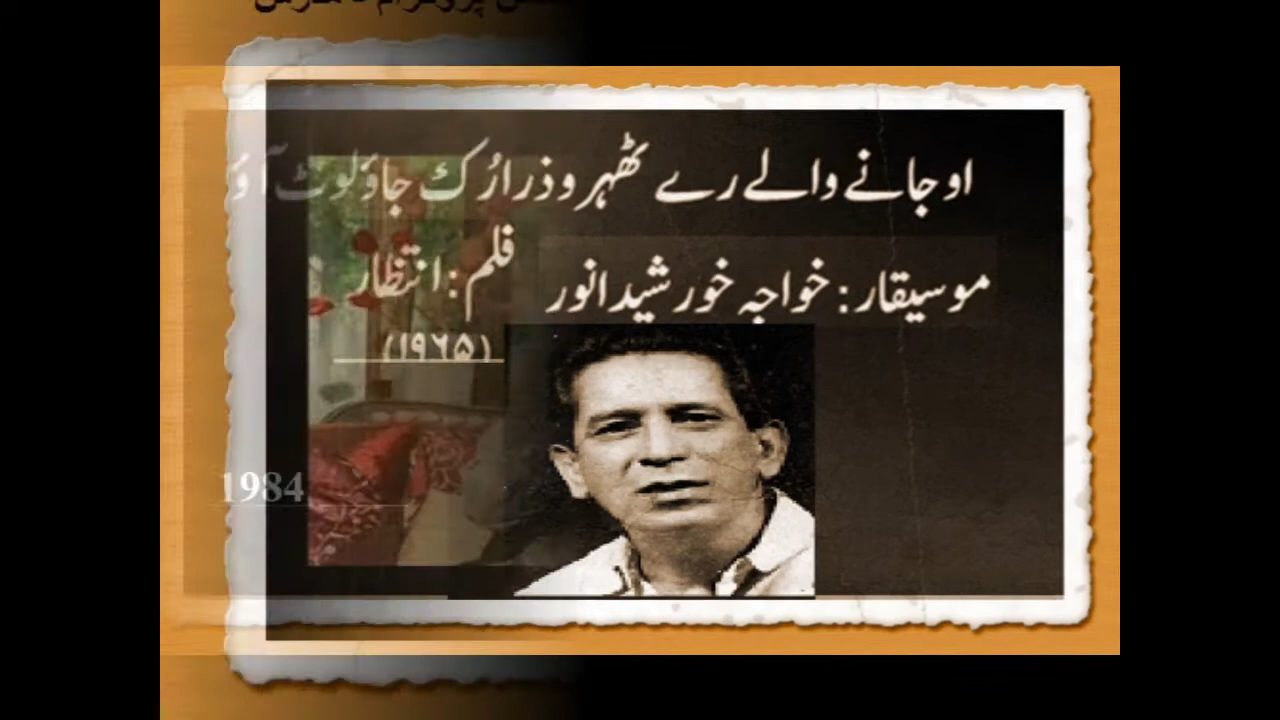 او جانے والے رے ٹھہرو ذرا رُک جاؤ لوٹ آؤ
موسیقار: خواجہ خورشید انور
فلم: انتظار
(۱۹۶۵)
1984